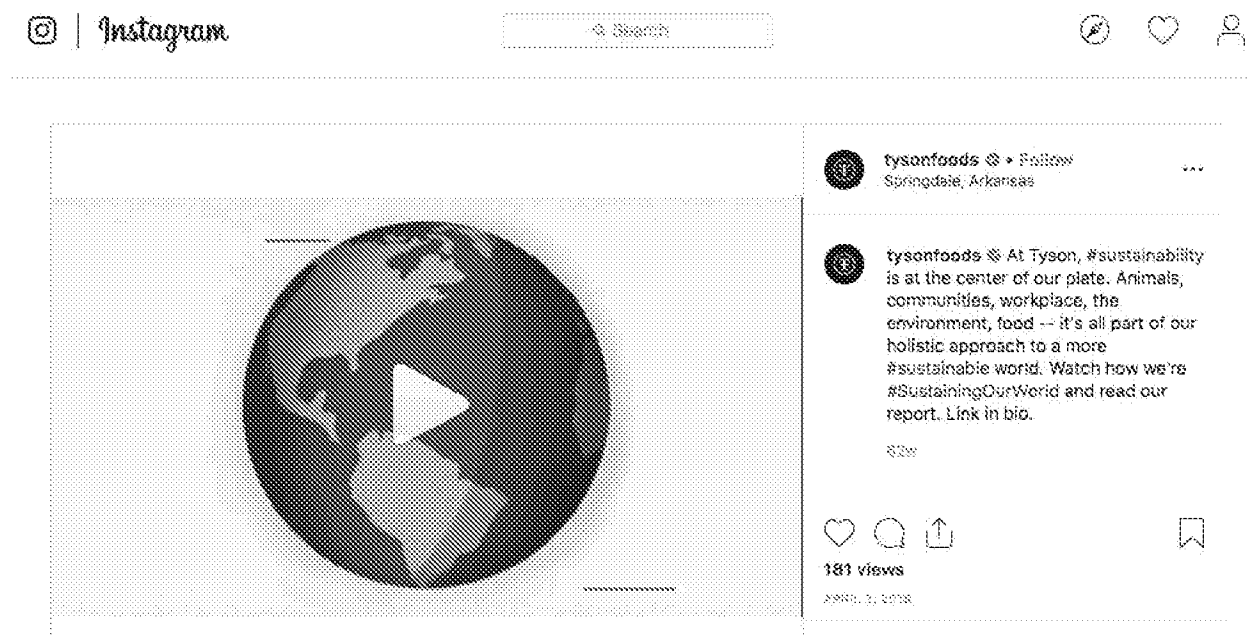 Instagram
Search
tysonfoods • Follow
Springdale, Arkansas
tysonfoods At Tyson, #sustainability
is at the center of our plate. Animals,
communities, workplace, the
environment, food -- it's all part of our
holistic approach to a more
#sustainable world. Watch how we're
#SustainingOurWorld and read our
report. Link in bio.
62w
181 views